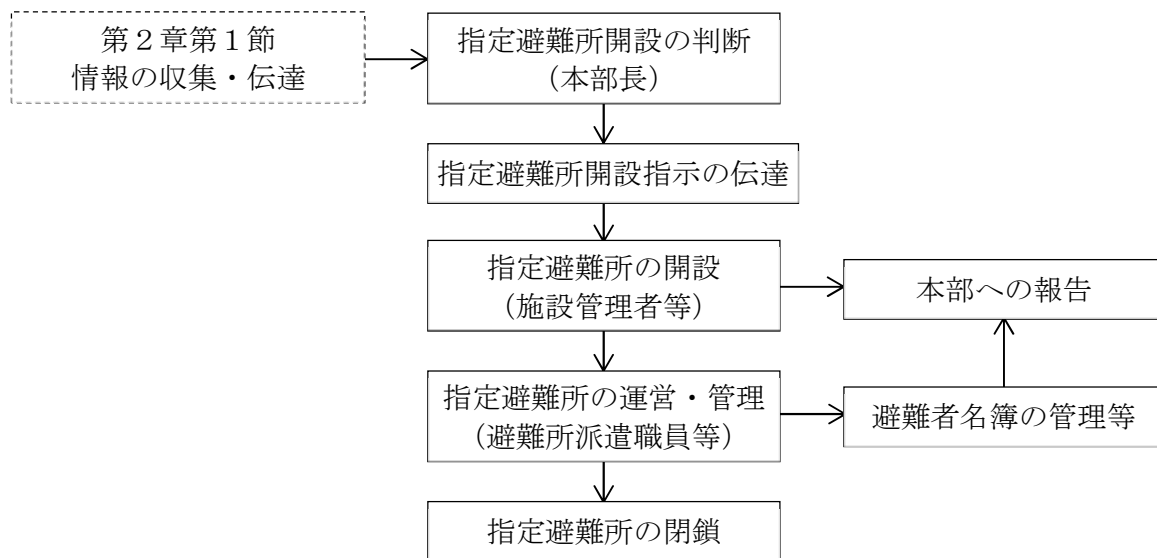 第２章第１節
情報の収集・伝達
指定避難所開設の判断
（本部長）
指定避難所開設指示の伝達
指定避難所の開設
（施設管理者等）
本部への報告
指定避難所の運営・管理
（避難所派遣職員等）
避難者名簿の管理等
指定避難所の閉鎖